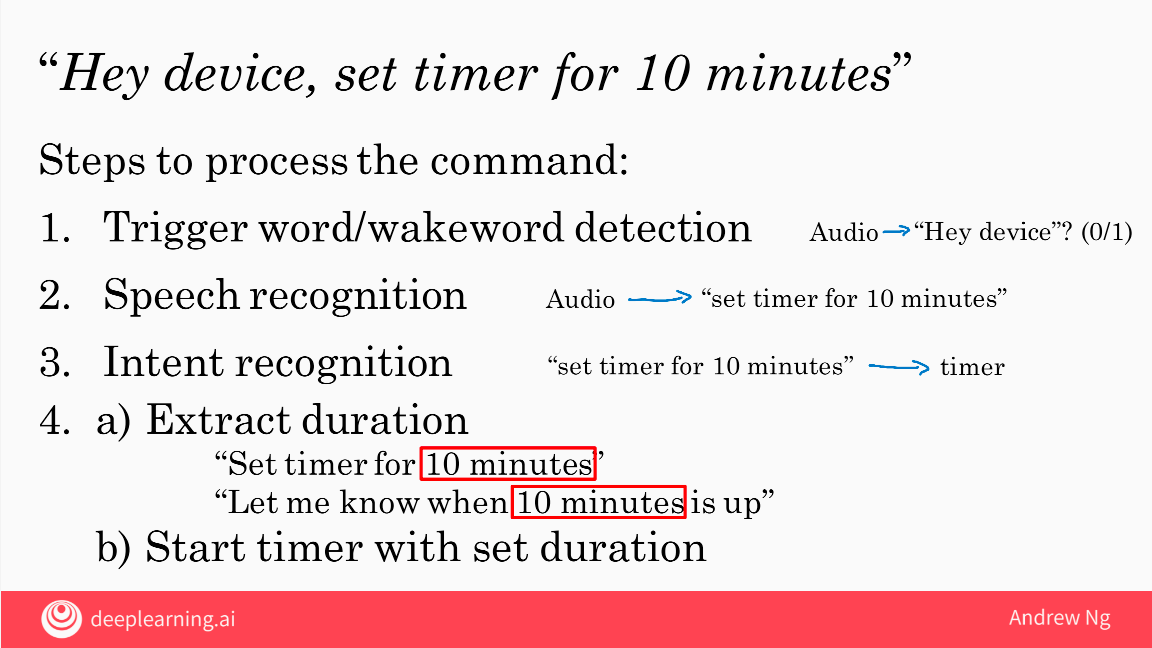 “Hey device, set timer for 10 minutes”
Steps to process the command:
1. Trigger word/wakeword detection Audio → “Hey device”? (0/1)
2. Speech recognition Audio → “set timer for 10 minutes”
3. Intent recognition “set timer for 10 minutes” → timer
4. a) Extract duration
“Set timer for 10 minutes”
“Let me know when 10 minutes is up”
b) Start timer with set duration
deeplearning.ai Andrew Ng